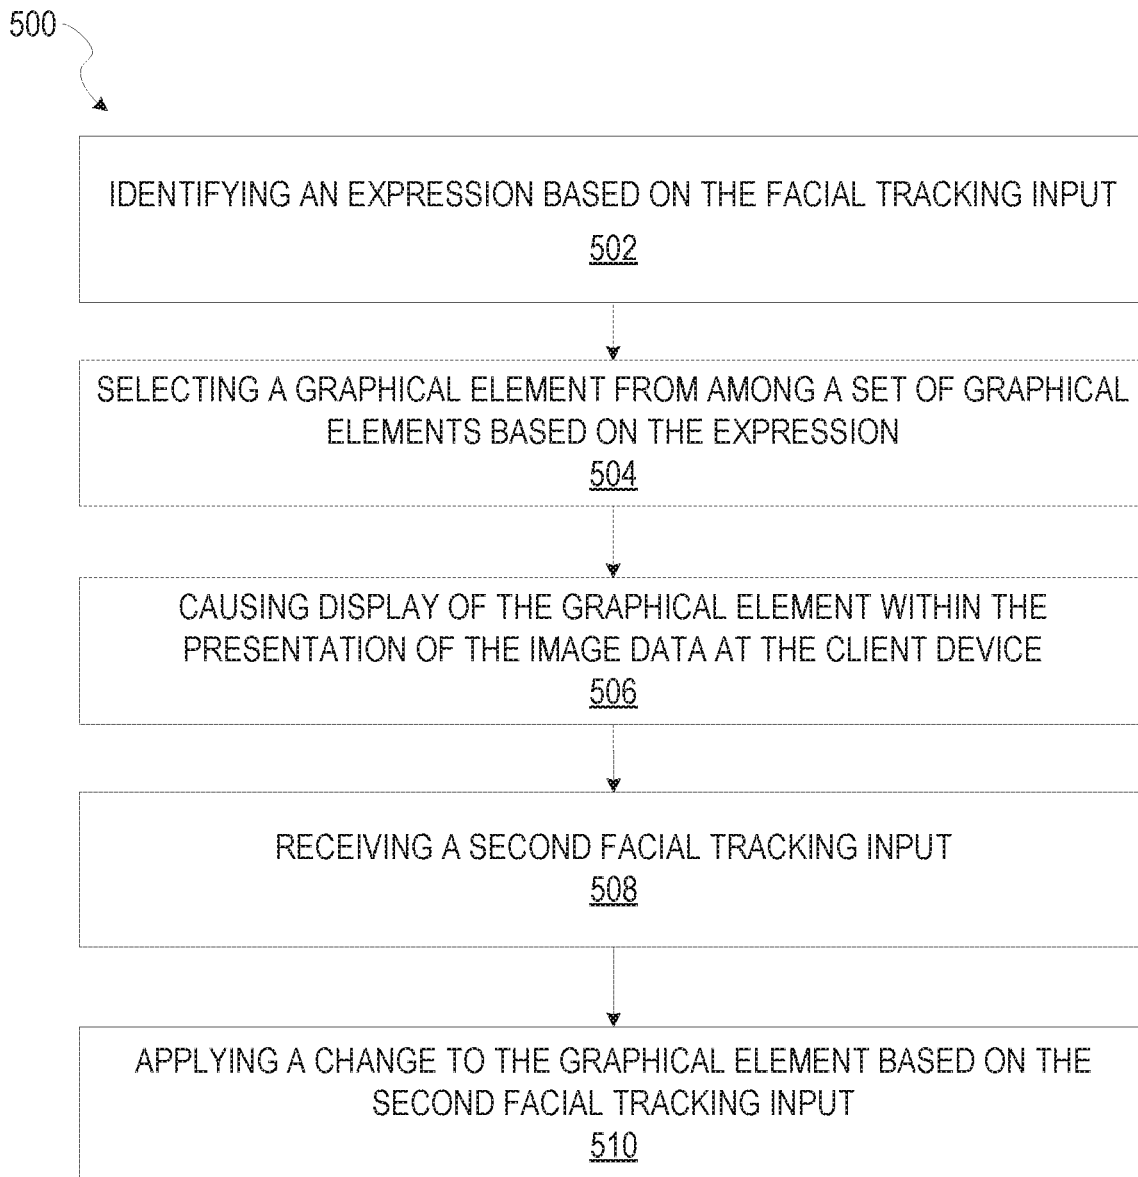 500
IDENTIFYING AN EXPRESSION BASED ON THE FACIAL TRACKING INPUT
502
SELECTING A GRAPHICAL ELEMENT FROM AMONG A SET OF GRAPHICAL
ELEMENTS BASED ON THE EXPRESSION
504
CAUSING DISPLAY OF THE GRAPHICAL ELEMENT WITHIN THE
PRESENTATION OF THE IMAGE DATA AT THE CLIENT DEVICE
506
RECEIVING A SECOND FACIAL TRACKING INPUT
508
APPLYING A CHANGE TO THE GRAPHICAL ELEMENT BASED ON THE
SECOND FACIAL TRACKING INPUT
510